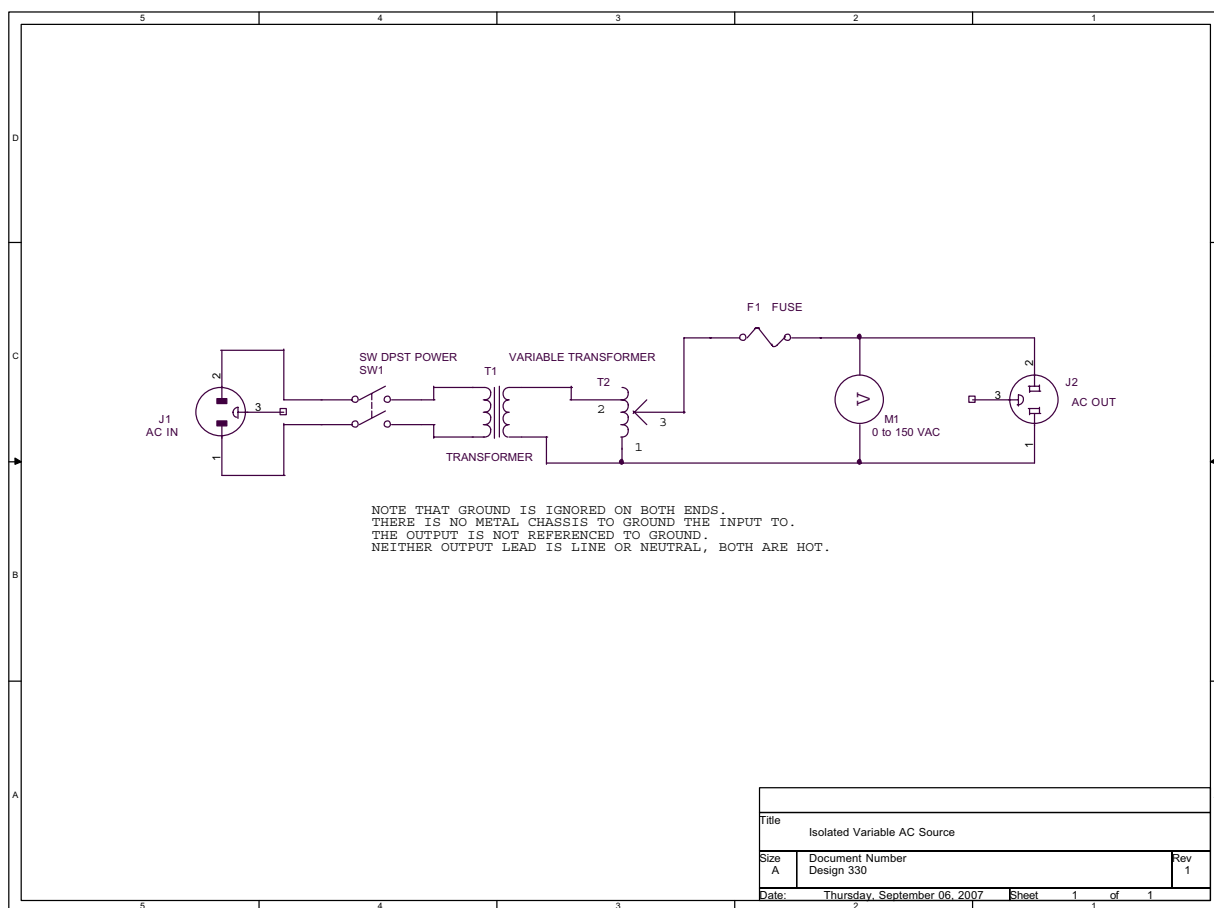 5 4 3 2 1
D
C
B
A
F1 FUSE
SW DPST POWER
SW1
T1
VARIABLE TRANSFORMER
T2
2
3
1
TRANSFORMER
J1
AC IN
2
3
1
V
M1
0 to 150 VAC
2
3
1
J2
AC OUT
NOTE THAT GROUND IS IGNORED ON BOTH ENDS.
THERE IS NO METAL CHASSIS TO GROUND THE INPUT TO.
THE OUTPUT IS NOT REFERENCED TO GROUND.
NEITHER OUTPUT LEAD IS LINE OR NEUTRAL, BOTH ARE HOT.
Title
Isolated Variable AC Source
Size Document Number Rev
A Design 330 1
Date: Thursday, September 06, 2007 Sheet 1 of 1
5 4 3 2 1